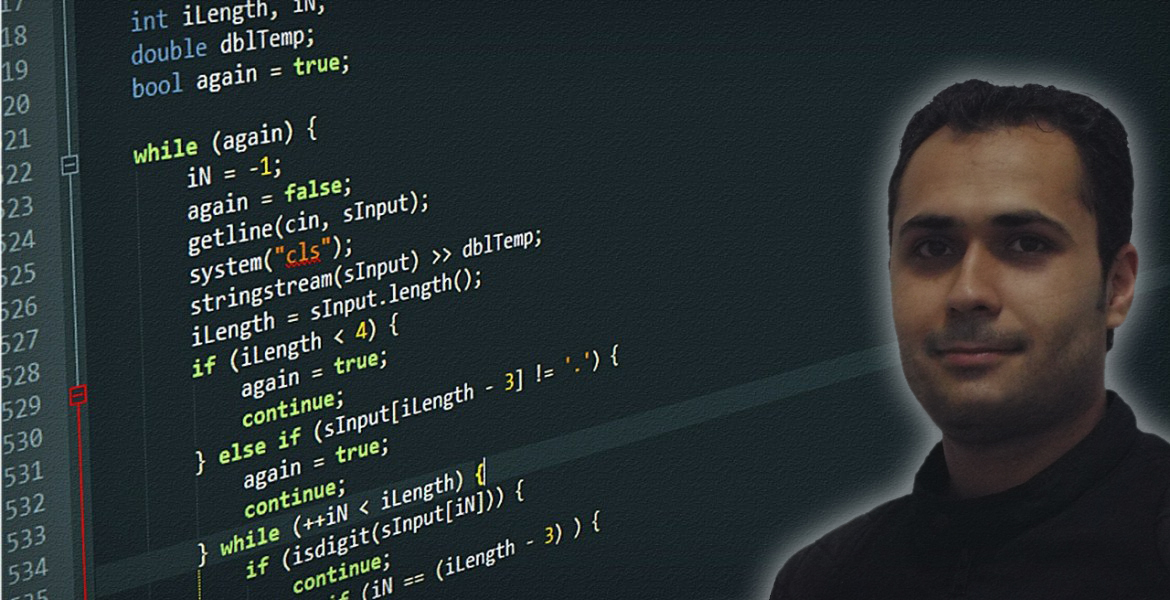 17
int iLength, iN;
18
double dblTemp;
19
bool again = true;
20
21
while (again) {
22
iN = -1;
523
again = false;
524
getline(cin, sInput);
525
system("cls");
526
stringstream(sInput) >> dblTemp;
527
iLength = sInput.length();
528
if (iLength < 4) {
529
again = true;
530
continue;
531
} else if (sInput[iLength - 3] != '.') {
532
again = true;
533
continue;
534
} while (++iN < iLength) {
if (isdigit(sInput[iN])) {
continue;
if (iN == (iLength - 3) ) {